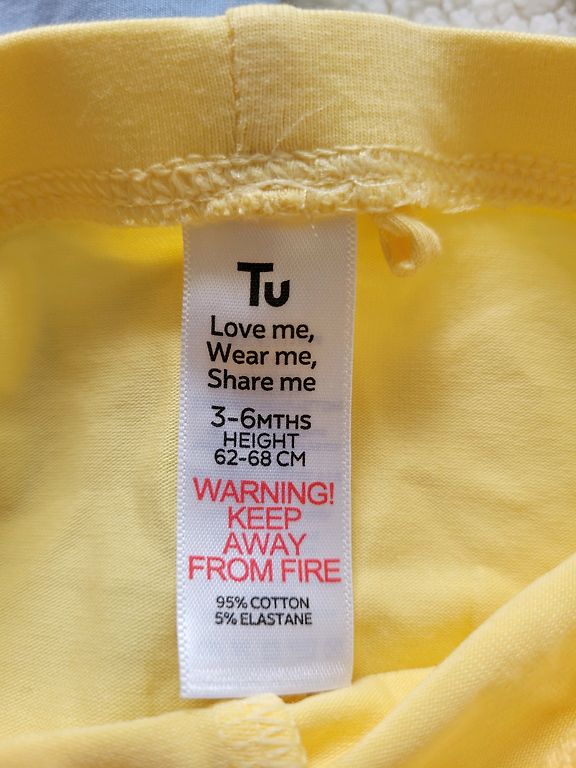 Tu
Love me,
Wear me,
Share me
3-6MTHS
HEIGHT
62-68 CM
WARNING!
KEEP
AWAY
FROM FIRE
95% COTTON
5% ELASTANE